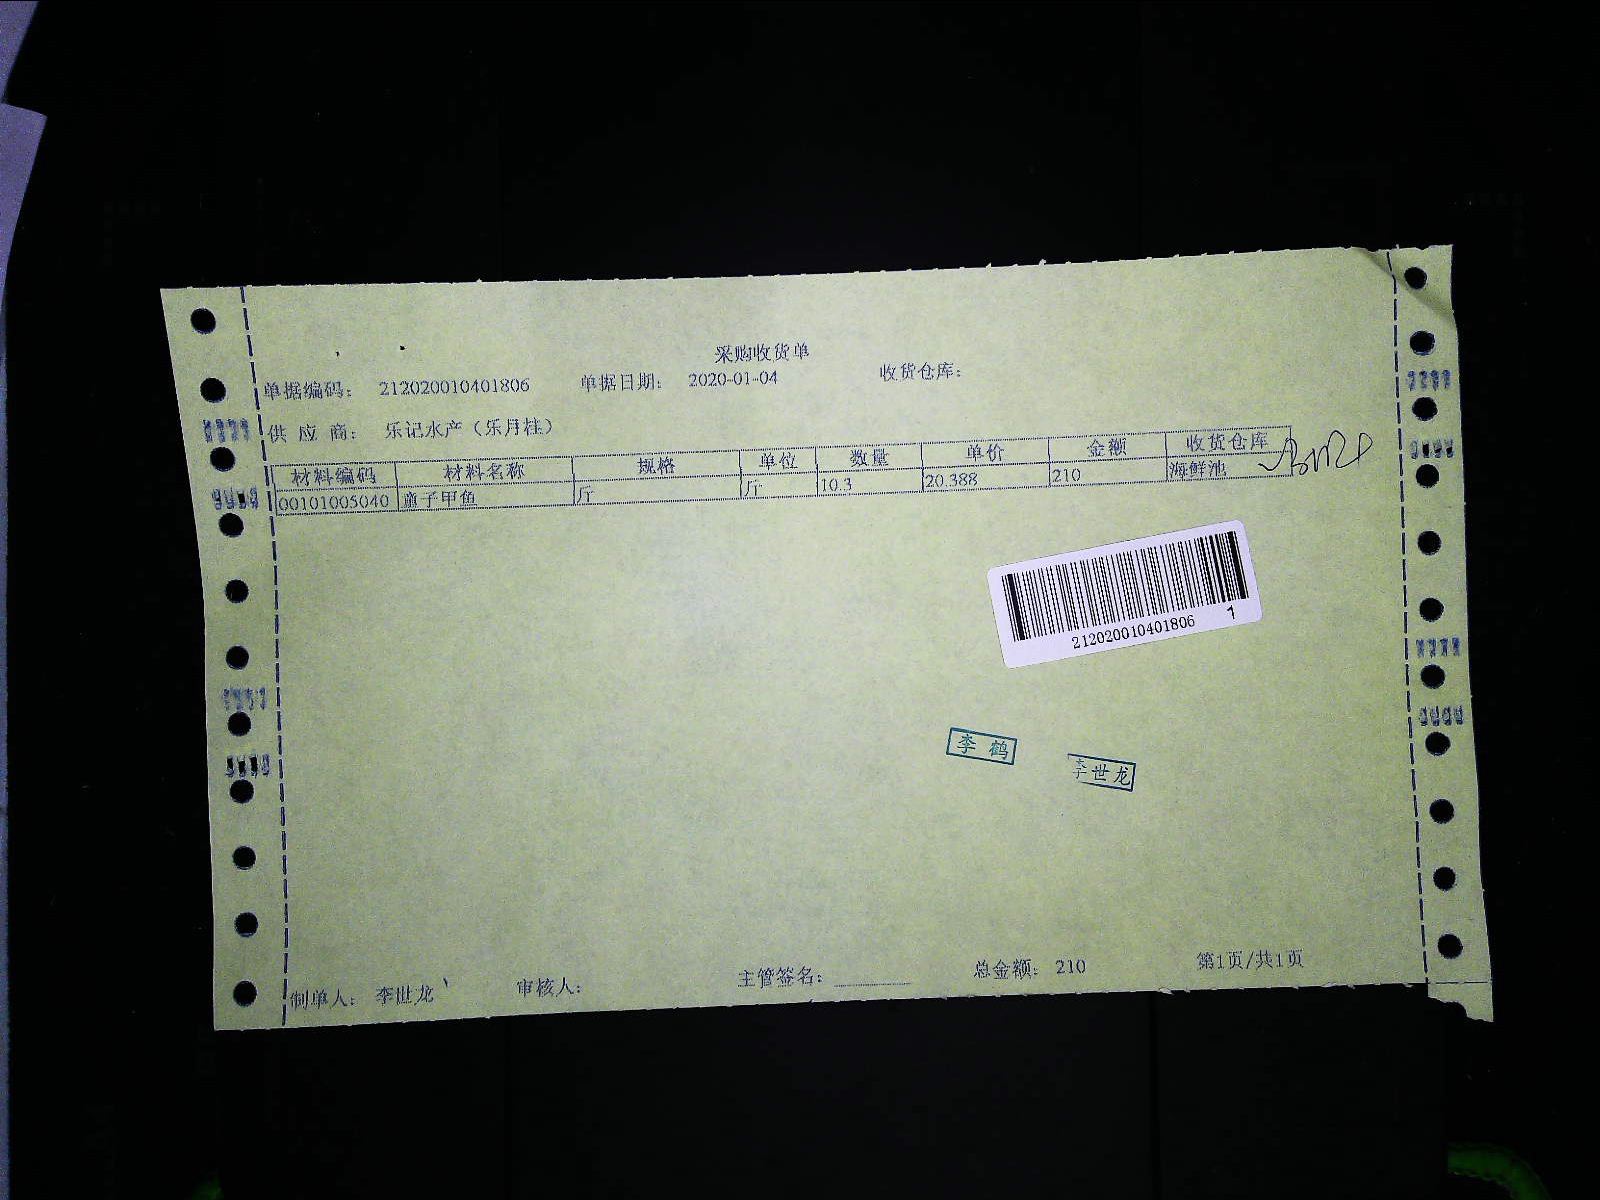 采购收货单
单据编码： 212020010401806 单据日期： 2020-01-04 收货仓库：
供 应 商： 乐记水产（乐月桂）
材料编码 材料名称 规格 单位 数量 单价 金额 收货仓库
00101005040 童子甲鱼 斤 斤 10.3 20.388 210 海鲜池
212020010401806 1
李 鹤
李世龙
制单人： 李世龙 审核人： 主管签名： 总金额： 210 第1页/共1页